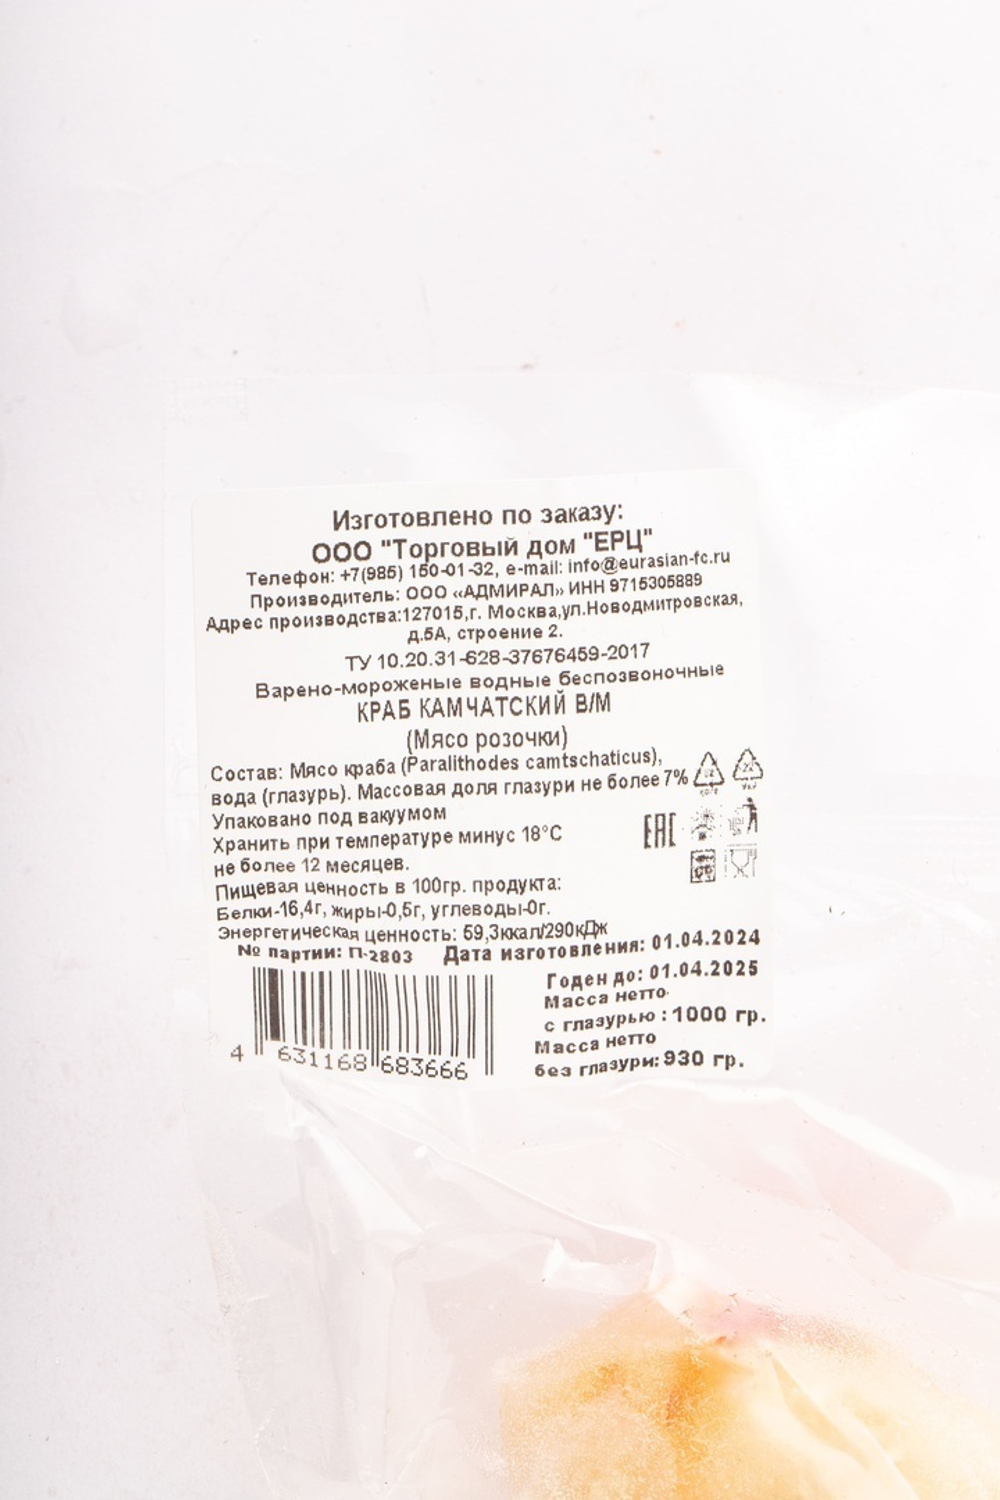 Изготовлено по заказу:
ООО "Торговый дом "ЕРЦ"
Телефон: +7(985) 150-01-32, e-mail: info@eurasian-fc.ru
Производитель: ООО «АДМИРАЛ» ИНН 9715305889
Адрес производства:127015,г. Москва,ул.Новодмитровская,
д.5А, строение 2.
ТУ 10.20.31-628-37676459-2017
Варено-мороженые водные беспозвоночные
КРАБ КАМЧАТСКИЙ В/М
(Мясо розочки)
Состав: Мясо краба (Paralithodes camtschaticus),
вода (глазурь). Массовая доля глазури не более 7%
Упаковано под вакуумом
Хранить при температуре минус 18°С
не более 12 месяцев.
Пищевая ценность в 100гр. продукта:
Белки-16,4г, жиры-0,5г, углеводы-0г.
Энергетическая ценность: 59,3ккал/290кДж
№ партии: П-2803 Дата изготовления: 01.04.2024
Годен до: 01.04.2025
Масса нетто
с глазурью : 1000 гр.
Масса нетто
без глазури: 930 гр.
ЕАС
4 631168 683666